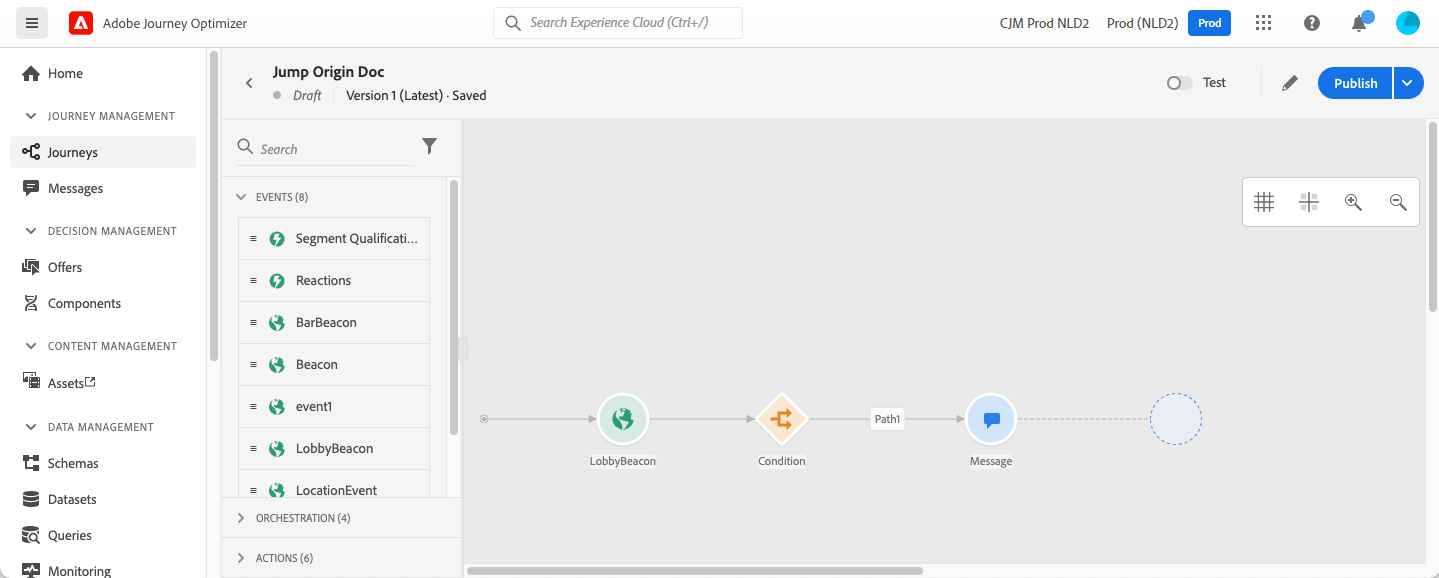 Adobe Journey Optimizer
Search Experience Cloud (Ctrl+/)
CJM Prod NLD2
Prod (NLD2)
Prod
Home
JOURNEY MANAGEMENT
Journeys
Messages
DECISION MANAGEMENT
Offers
Components
CONTENT MANAGEMENT
Assets
DATA MANAGEMENT
Schemas
Datasets
Queries
Monitoring
Jump Origin Doc
Draft
Version 1 (Latest) · Saved
Test
Publish
Search
EVENTS (8)
Segment Qualificati...
Reactions
BarBeacon
Beacon
event1
LobbyBeacon
LocationEvent
ORCHESTRATION (4)
ACTIONS (6)
Path1
LobbyBeacon
Condition
Message